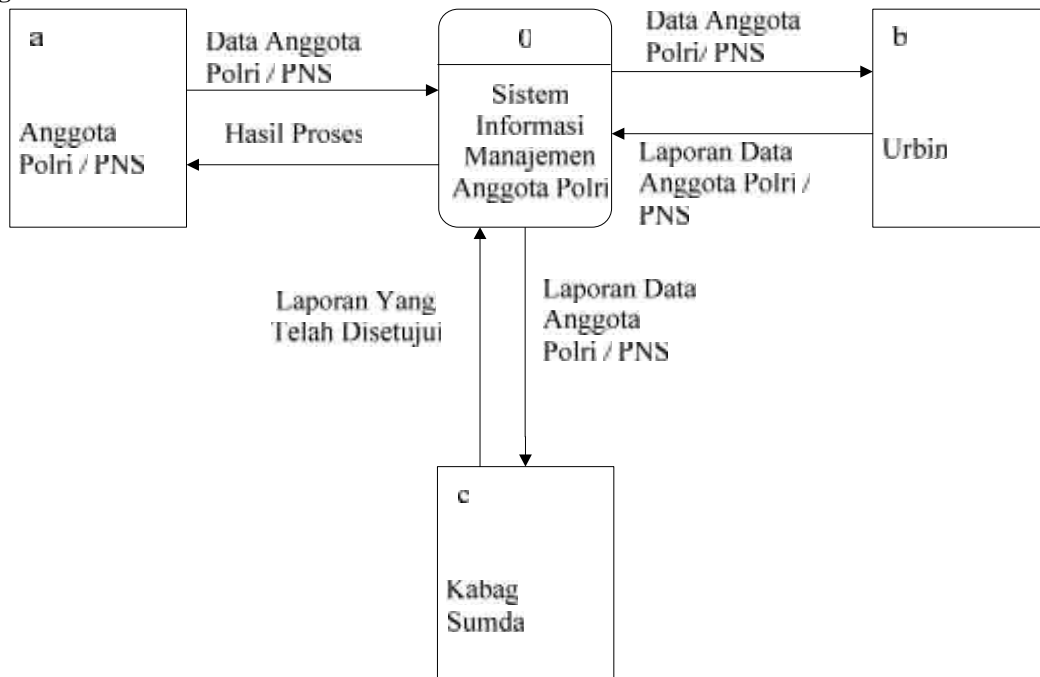 a
Anggota
Polri / PNS
Data Anggota
Polri / PNS
Hasil Proses
0
Sistem
Informasi
Manajemen
Anggota Polri
Data Anggota
Polri/ PNS
Laporan Data
Anggota Polri /
PNS
b
Urbin
Laporan Yang
Telah Disetujui
Laporan Data
Anggota
Polri / PNS
c
Kabag
Sumda